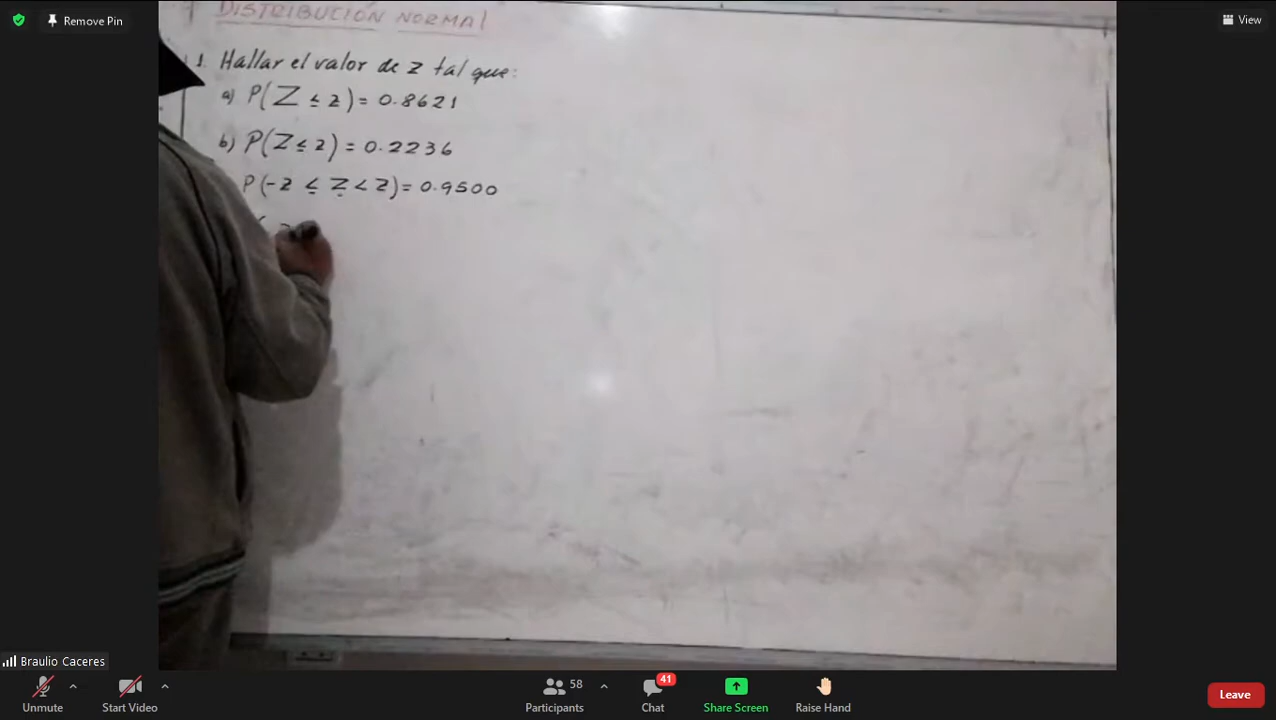 Remove Pin
View
DISTRIBUCIÓN NORMAL
1. Hallar el valor de z tal que:
a) P(Z ≤ z) = 0.8621
b) P(Z ≤ z) = 0.2236
P(-z ≤ Z < z) = 0.9500
Braulio Caceres
Unmute
Start Video
58
Participants
41
Chat
Share Screen
Raise Hand
Leave